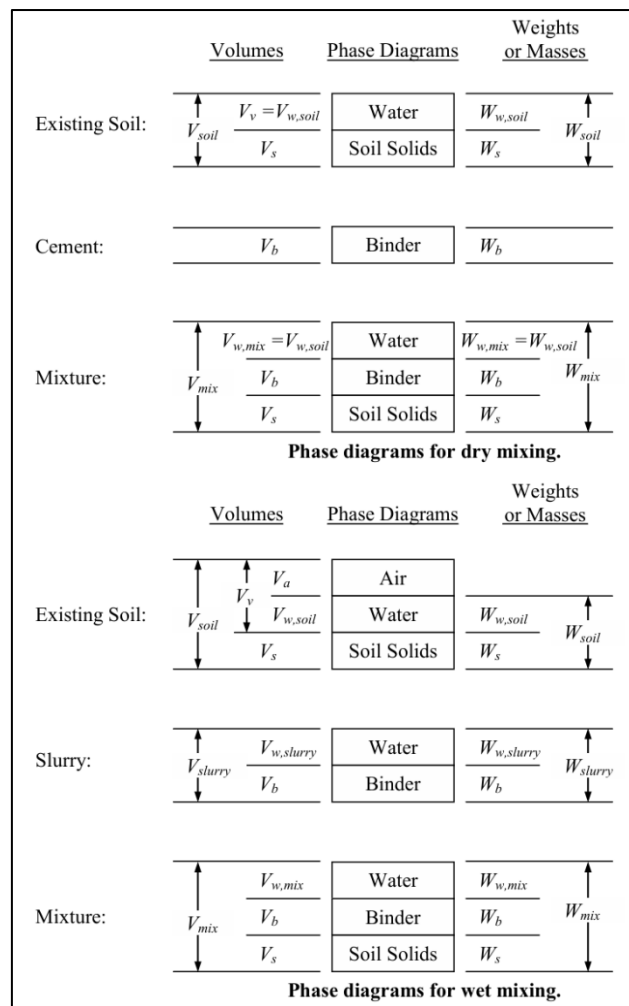 Weights
Volumes Phase Diagrams or Masses
V_v = V_w,soil Water W_w,soil
Existing Soil: V_soil W_soil
V_s Soil Solids W_s
Cement: V_b Binder W_b
V_w,mix = V_w,soil Water W_w,mix = W_w,soil
Mixture: V_mix V_b Binder W_b W_mix
V_s Soil Solids W_s
Phase diagrams for dry mixing.
Weights
Volumes Phase Diagrams or Masses
V_a Air
V_v
Existing Soil: V_soil V_w,soil Water W_w,soil W_soil
V_s Soil Solids W_s
V_w,slurry Water W_w,slurry
Slurry: V_slurry W_slurry
V_b Binder W_b
V_w,mix Water W_w,mix
Mixture: V_mix V_b Binder W_b W_mix
V_s Soil Solids W_s
Phase diagrams for wet mixing.